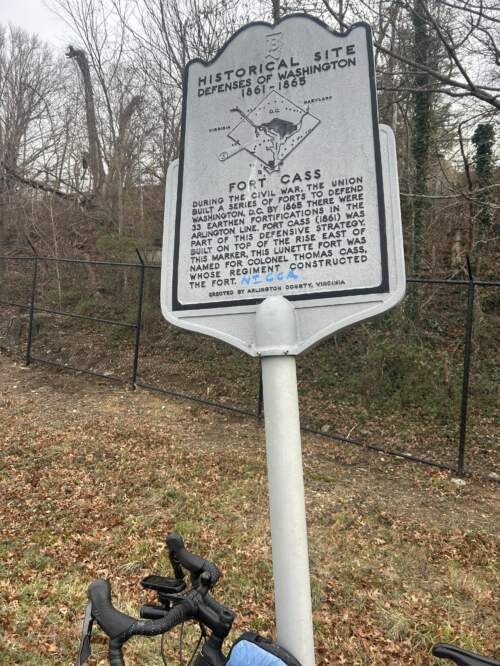 HISTORICAL SITE
DEFENSES OF WASHINGTON
1861-1865
MARYLAND
D.C.
VIRGINIA
FORT CASS
DURING THE CIVIL WAR, THE UNION
BUILT A SERIES OF FORTS TO DEFEND
WASHINGTON, D.C. BY 1865 THERE WERE
33 EARTHEN FORTIFICATIONS IN THE
ARLINGTON LINE. FORT CASS (1861) WAS
PART OF THIS DEFENSIVE STRATEGY.
BUILT ON TOP OF THE RISE EAST OF
THIS MARKER, THIS LUNETTE FORT WAS
NAMED FOR COLONEL THOMAS CASS,
WHOSE REGIMENT CONSTRUCTED
THE FORT.
ERECTED BY ARLINGTON COUNTY, VIRGINIA